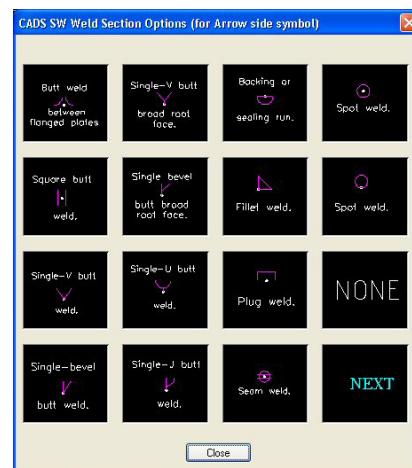 CADS SW Weld Section Options (for Arrow side symbol)
Butt weld
between
flanged plates
Single-V butt
broad root
face.
Backing or
sealing run.
Spot weld.
Square butt
weld.
Single bevel
butt broad
root face.
Fillet weld.
Spot weld.
Single-V butt
weld.
Single-U butt
weld.
Plug weld.
NONE
Single-bevel
butt weld.
Single-J butt
weld.
Seam weld.
NEXT
Close